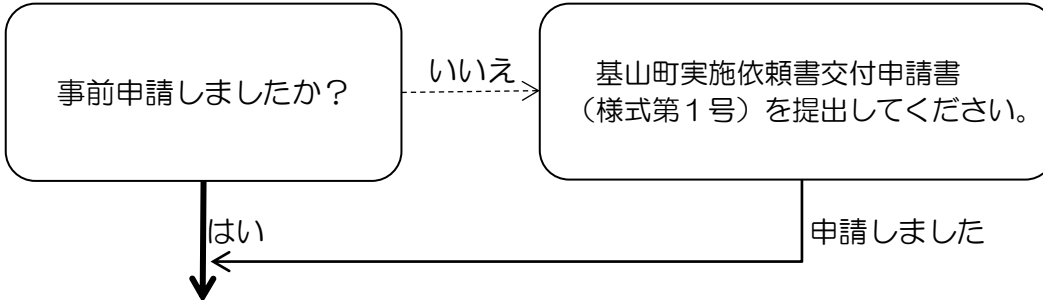 事前申請しましたか？
いいえ
基山町実施依頼書交付申請書
（様式第１号）を提出してください。
はい
申請しました